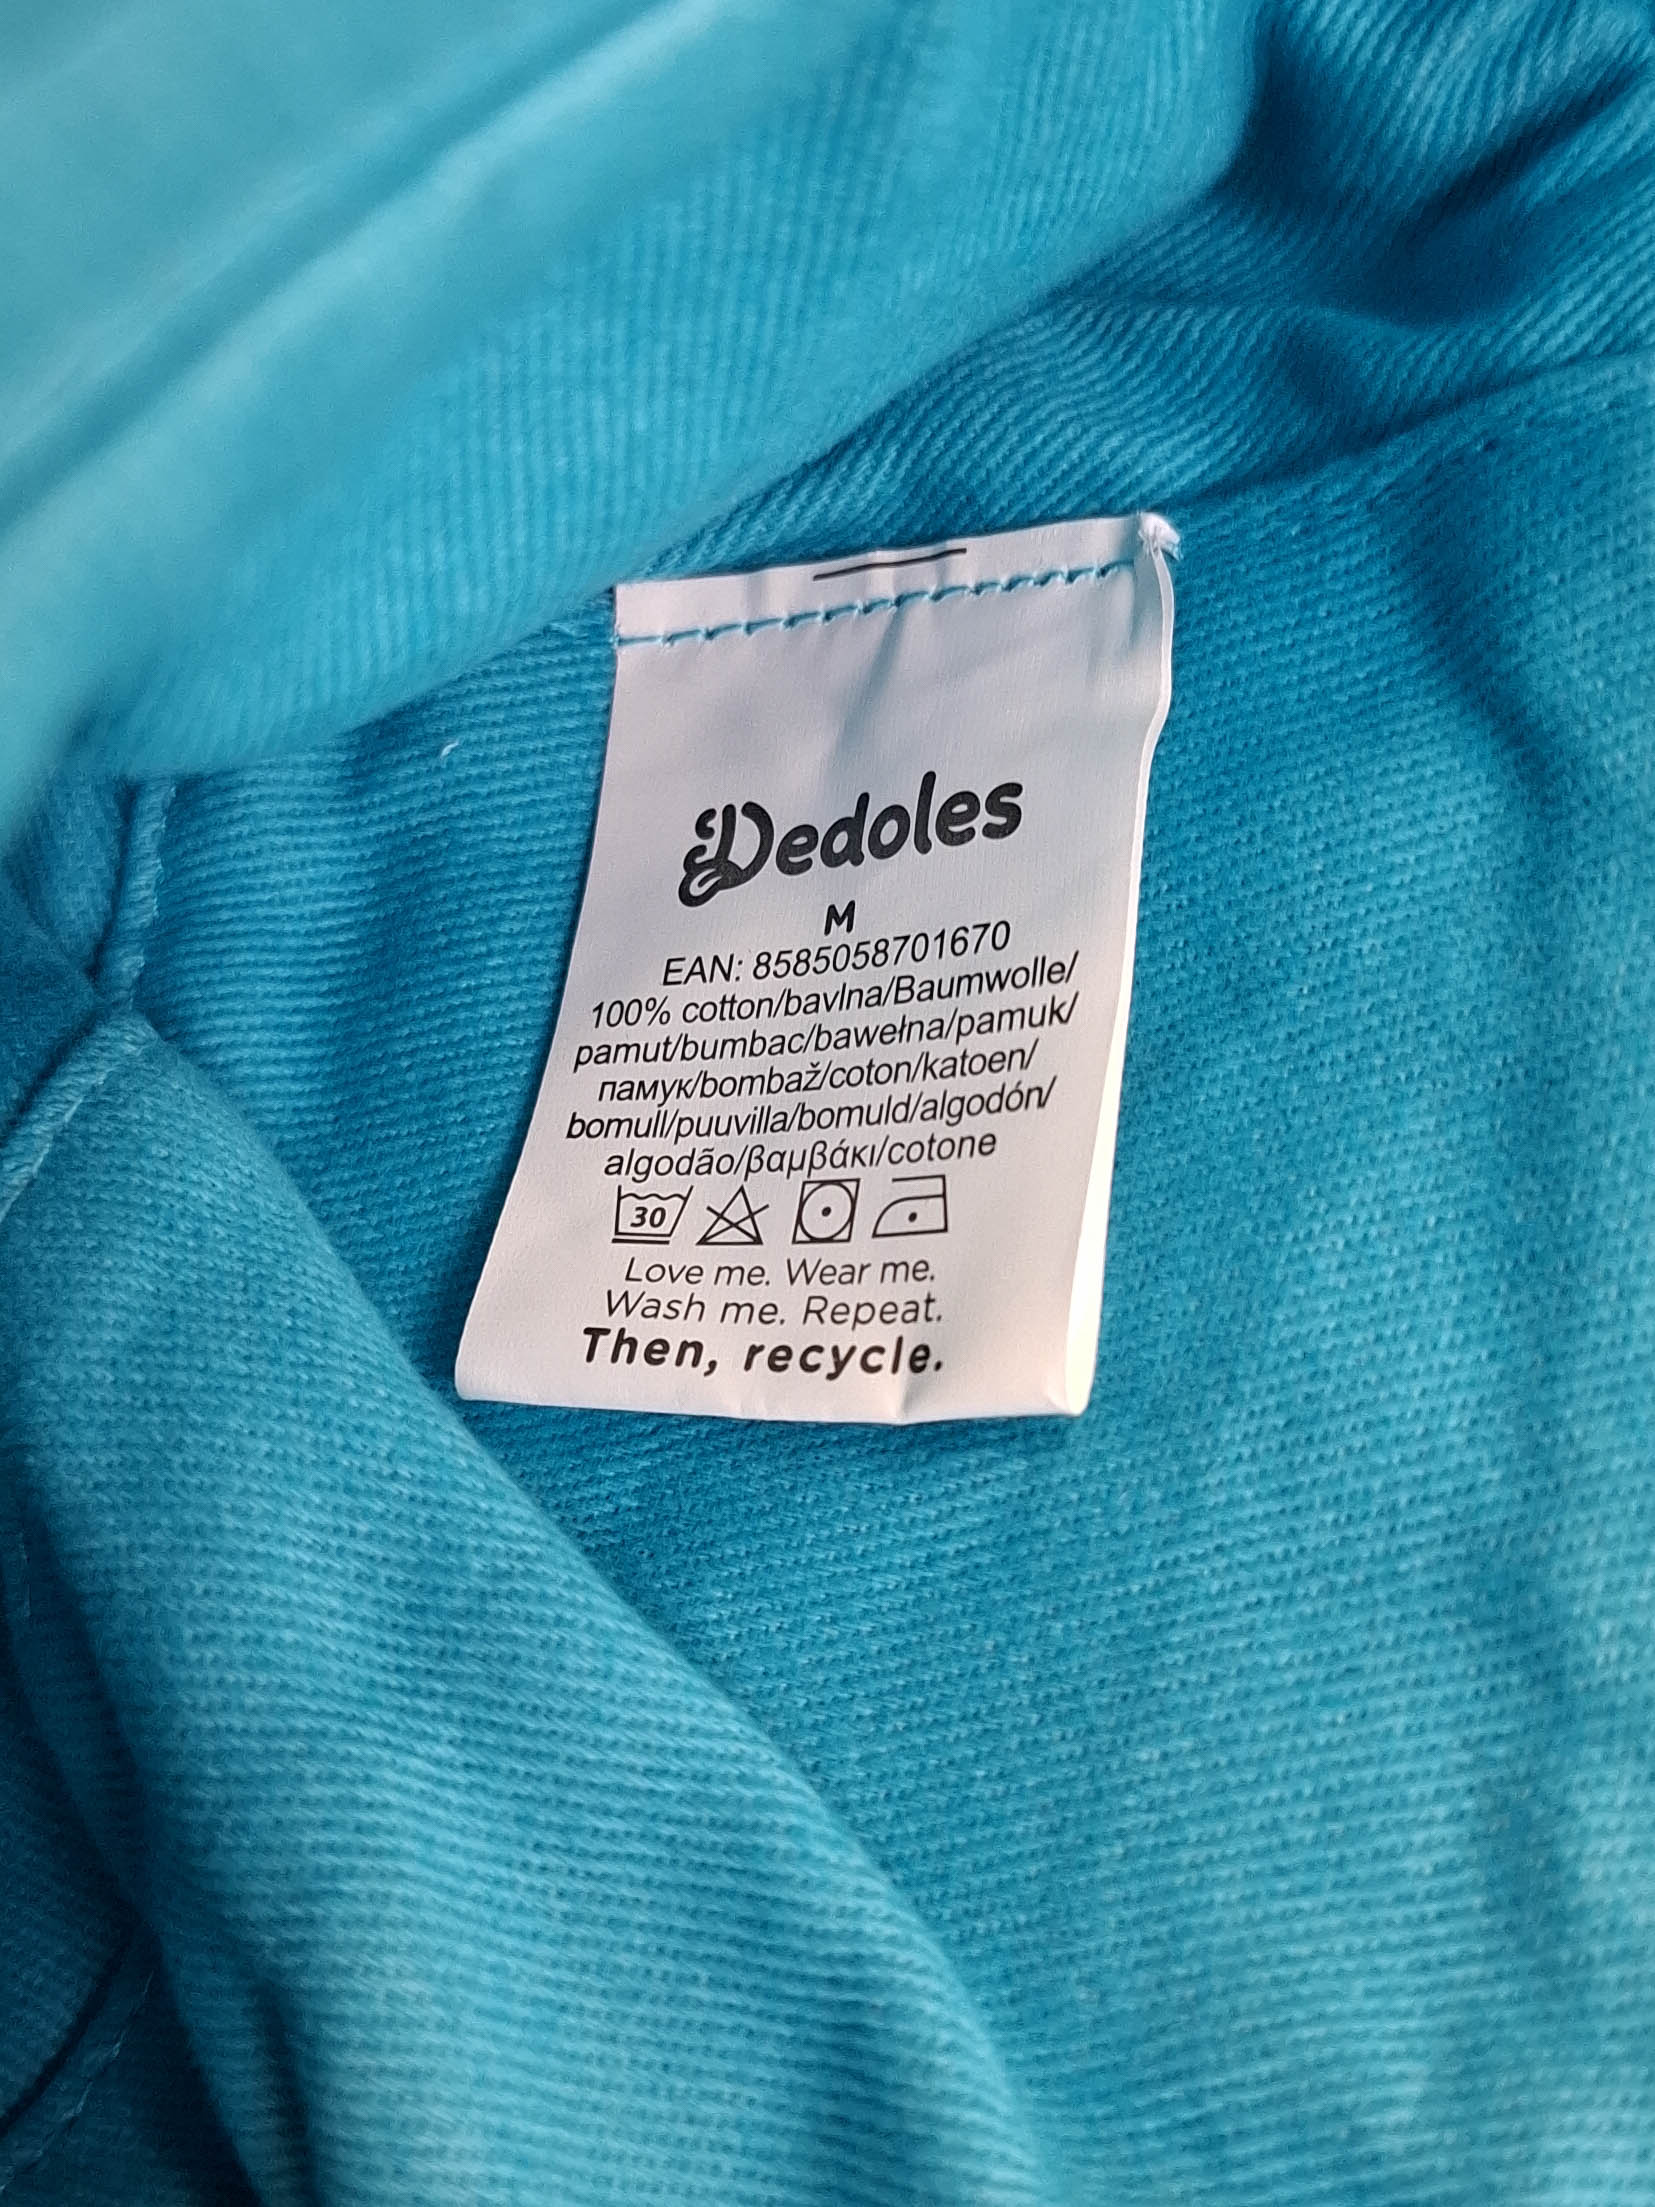 Dedoles
M
EAN: 8585058701670
100% cotton/bavlna/Baumwolle/
pamut/bumbac/bawełna/pamuk/
памук/bombaž/coton/katoen/
bomull/puuvilla/bomuld/algodón/
algodão/βαμβάκι/cotone
30
Love me. Wear me.
Wash me. Repeat.
Then, recycle.